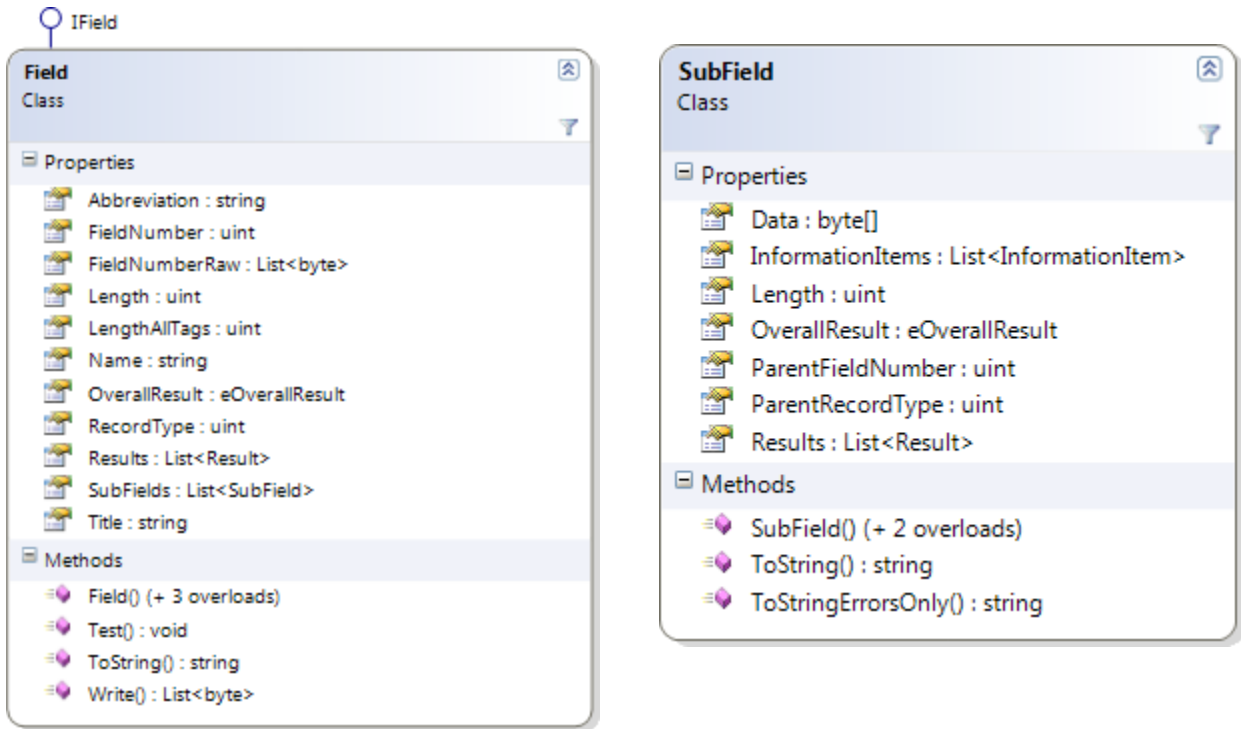 IField
Field
Class
Properties
Abbreviation : string
FieldNumber : uint
FieldNumberRaw : List<byte>
Length : uint
LengthAllTags : uint
Name : string
OverallResult : eOverallResult
RecordType : uint
Results : List<Result>
SubFields : List<SubField>
Title : string
Methods
Field() (+ 3 overloads)
Test() : void
ToString() : string
Write() : List<byte>
SubField
Class
Properties
Data : byte[]
InformationItems : List<InformationItem>
Length : uint
OverallResult : eOverallResult
ParentFieldNumber : uint
ParentRecordType : uint
Results : List<Result>
Methods
SubField() (+ 2 overloads)
ToString() : string
ToStringErrorsOnly() : string